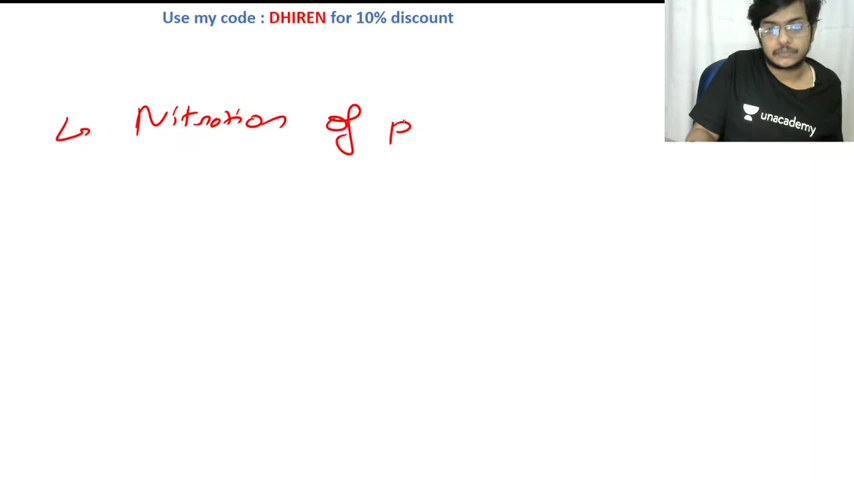 Use my code : DHIREN for 10% discount
unacademy
↳ Nitration of p